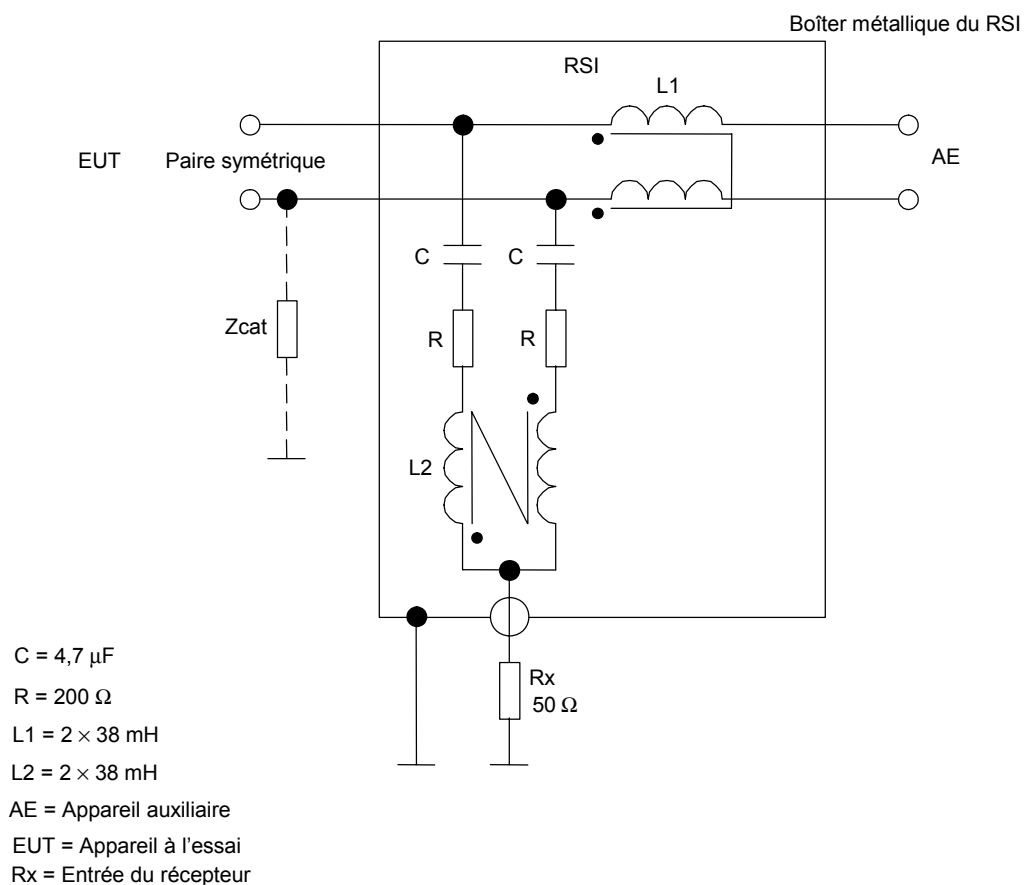 Boîter métallique du RSI
RSI
L1
EUT
Paire symétrique
AE
C
C
Zcat
R
R
L2
Rx
50 Ω
C = 4,7 μF
R = 200 Ω
L1 = 2 × 38 mH
L2 = 2 × 38 mH
AE = Appareil auxiliaire
EUT = Appareil à l'essai
Rx = Entrée du récepteur